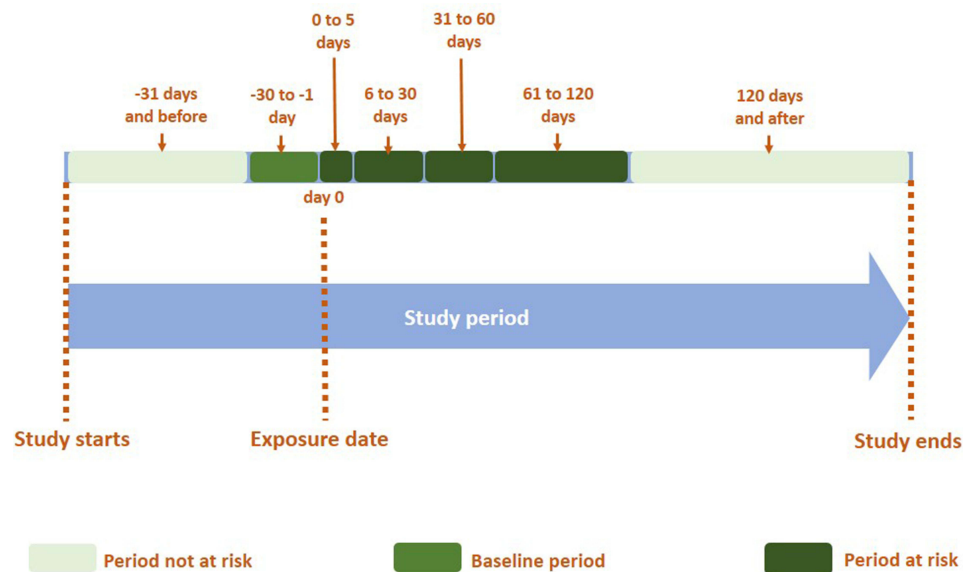 0 to 5
days
31 to 60
days
-31 days
and before
-30 to -1
day
6 to 30
days
61 to 120
days
120 days
and after
day 0
Study period
Study starts
Exposure date
Study ends
Period not at risk
Baseline period
Period at risk